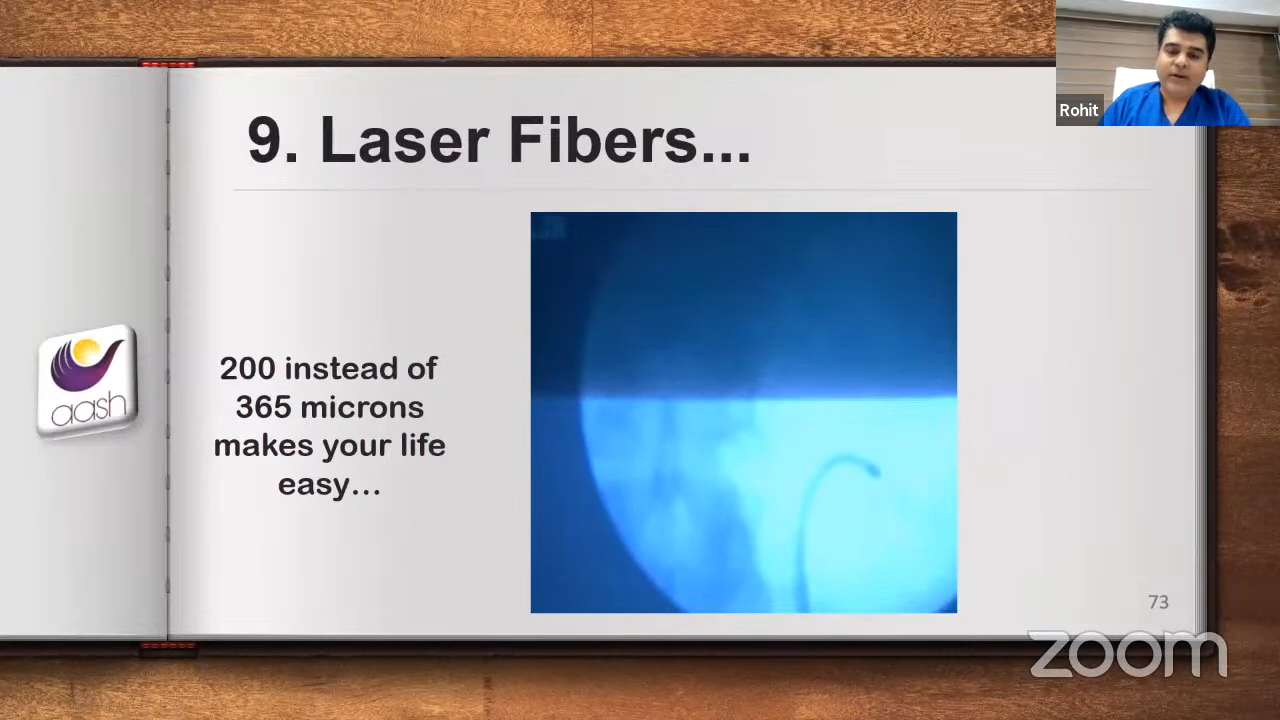 9. Laser Fibers...
Rohit
aash
200 instead of
365 microns
makes your life
easy...
73
zoom